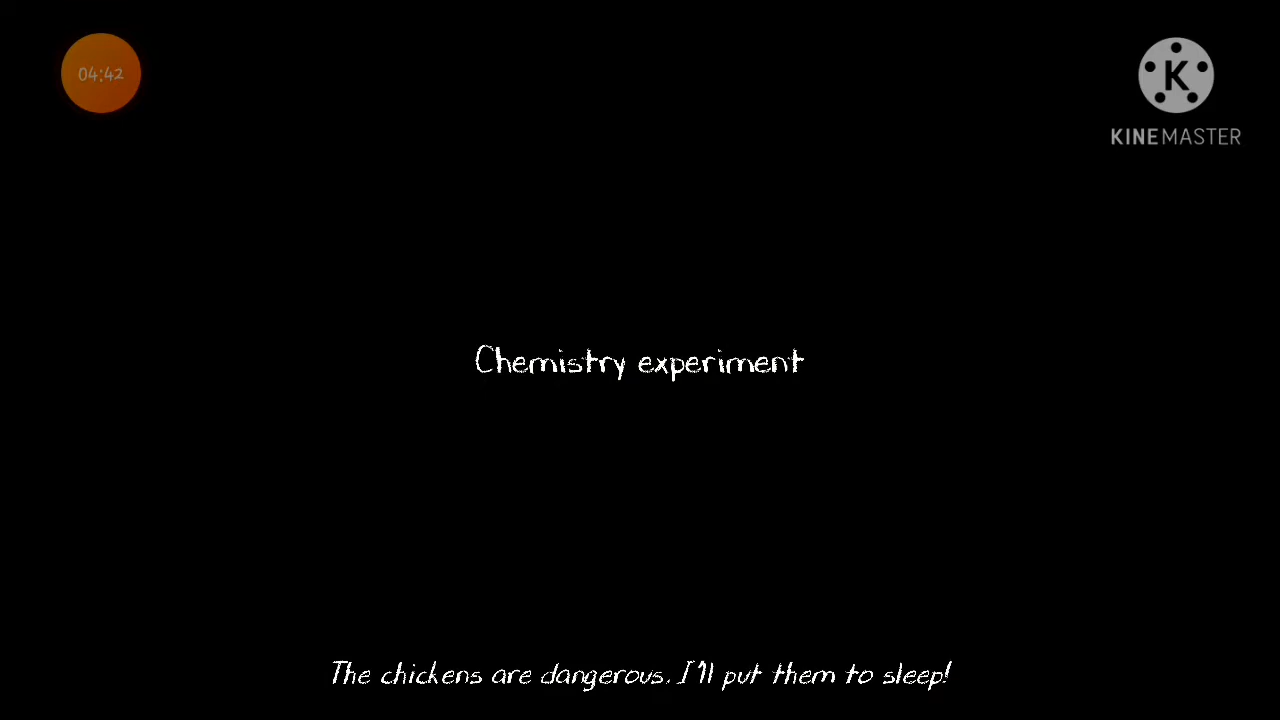 04:42
K
KINEMASTER
Chemistry experiment
The chickens are dangerous. I'll put them to sleep!